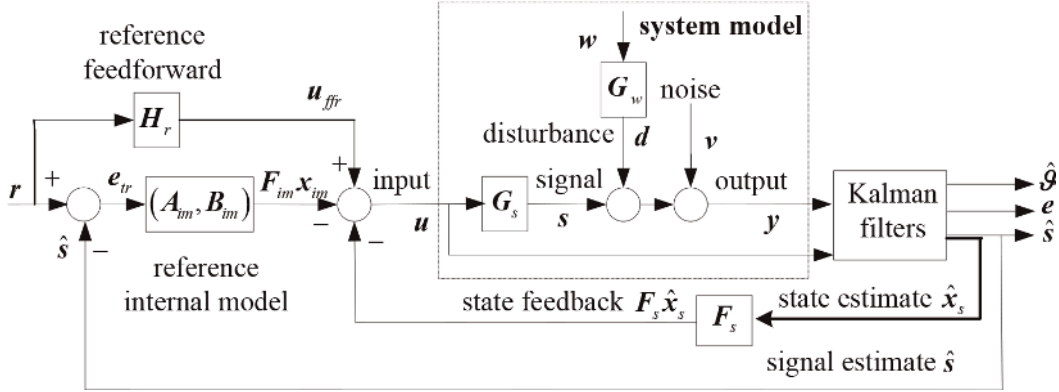 system model
w
reference
feedforward
u_ffr
G_w
noise
H_r
disturbance
d
v
+
+
r
e_tr
(A_im, B_im)
F_im x_im
input
G_s
signal
output
Kalman
filters
ϑ̂
e
ŝ
−
−
−
ŝ
u
s
y
reference
internal model
state feedback F_s x̂_s
F_s
state estimate x̂_s
signal estimate ŝ